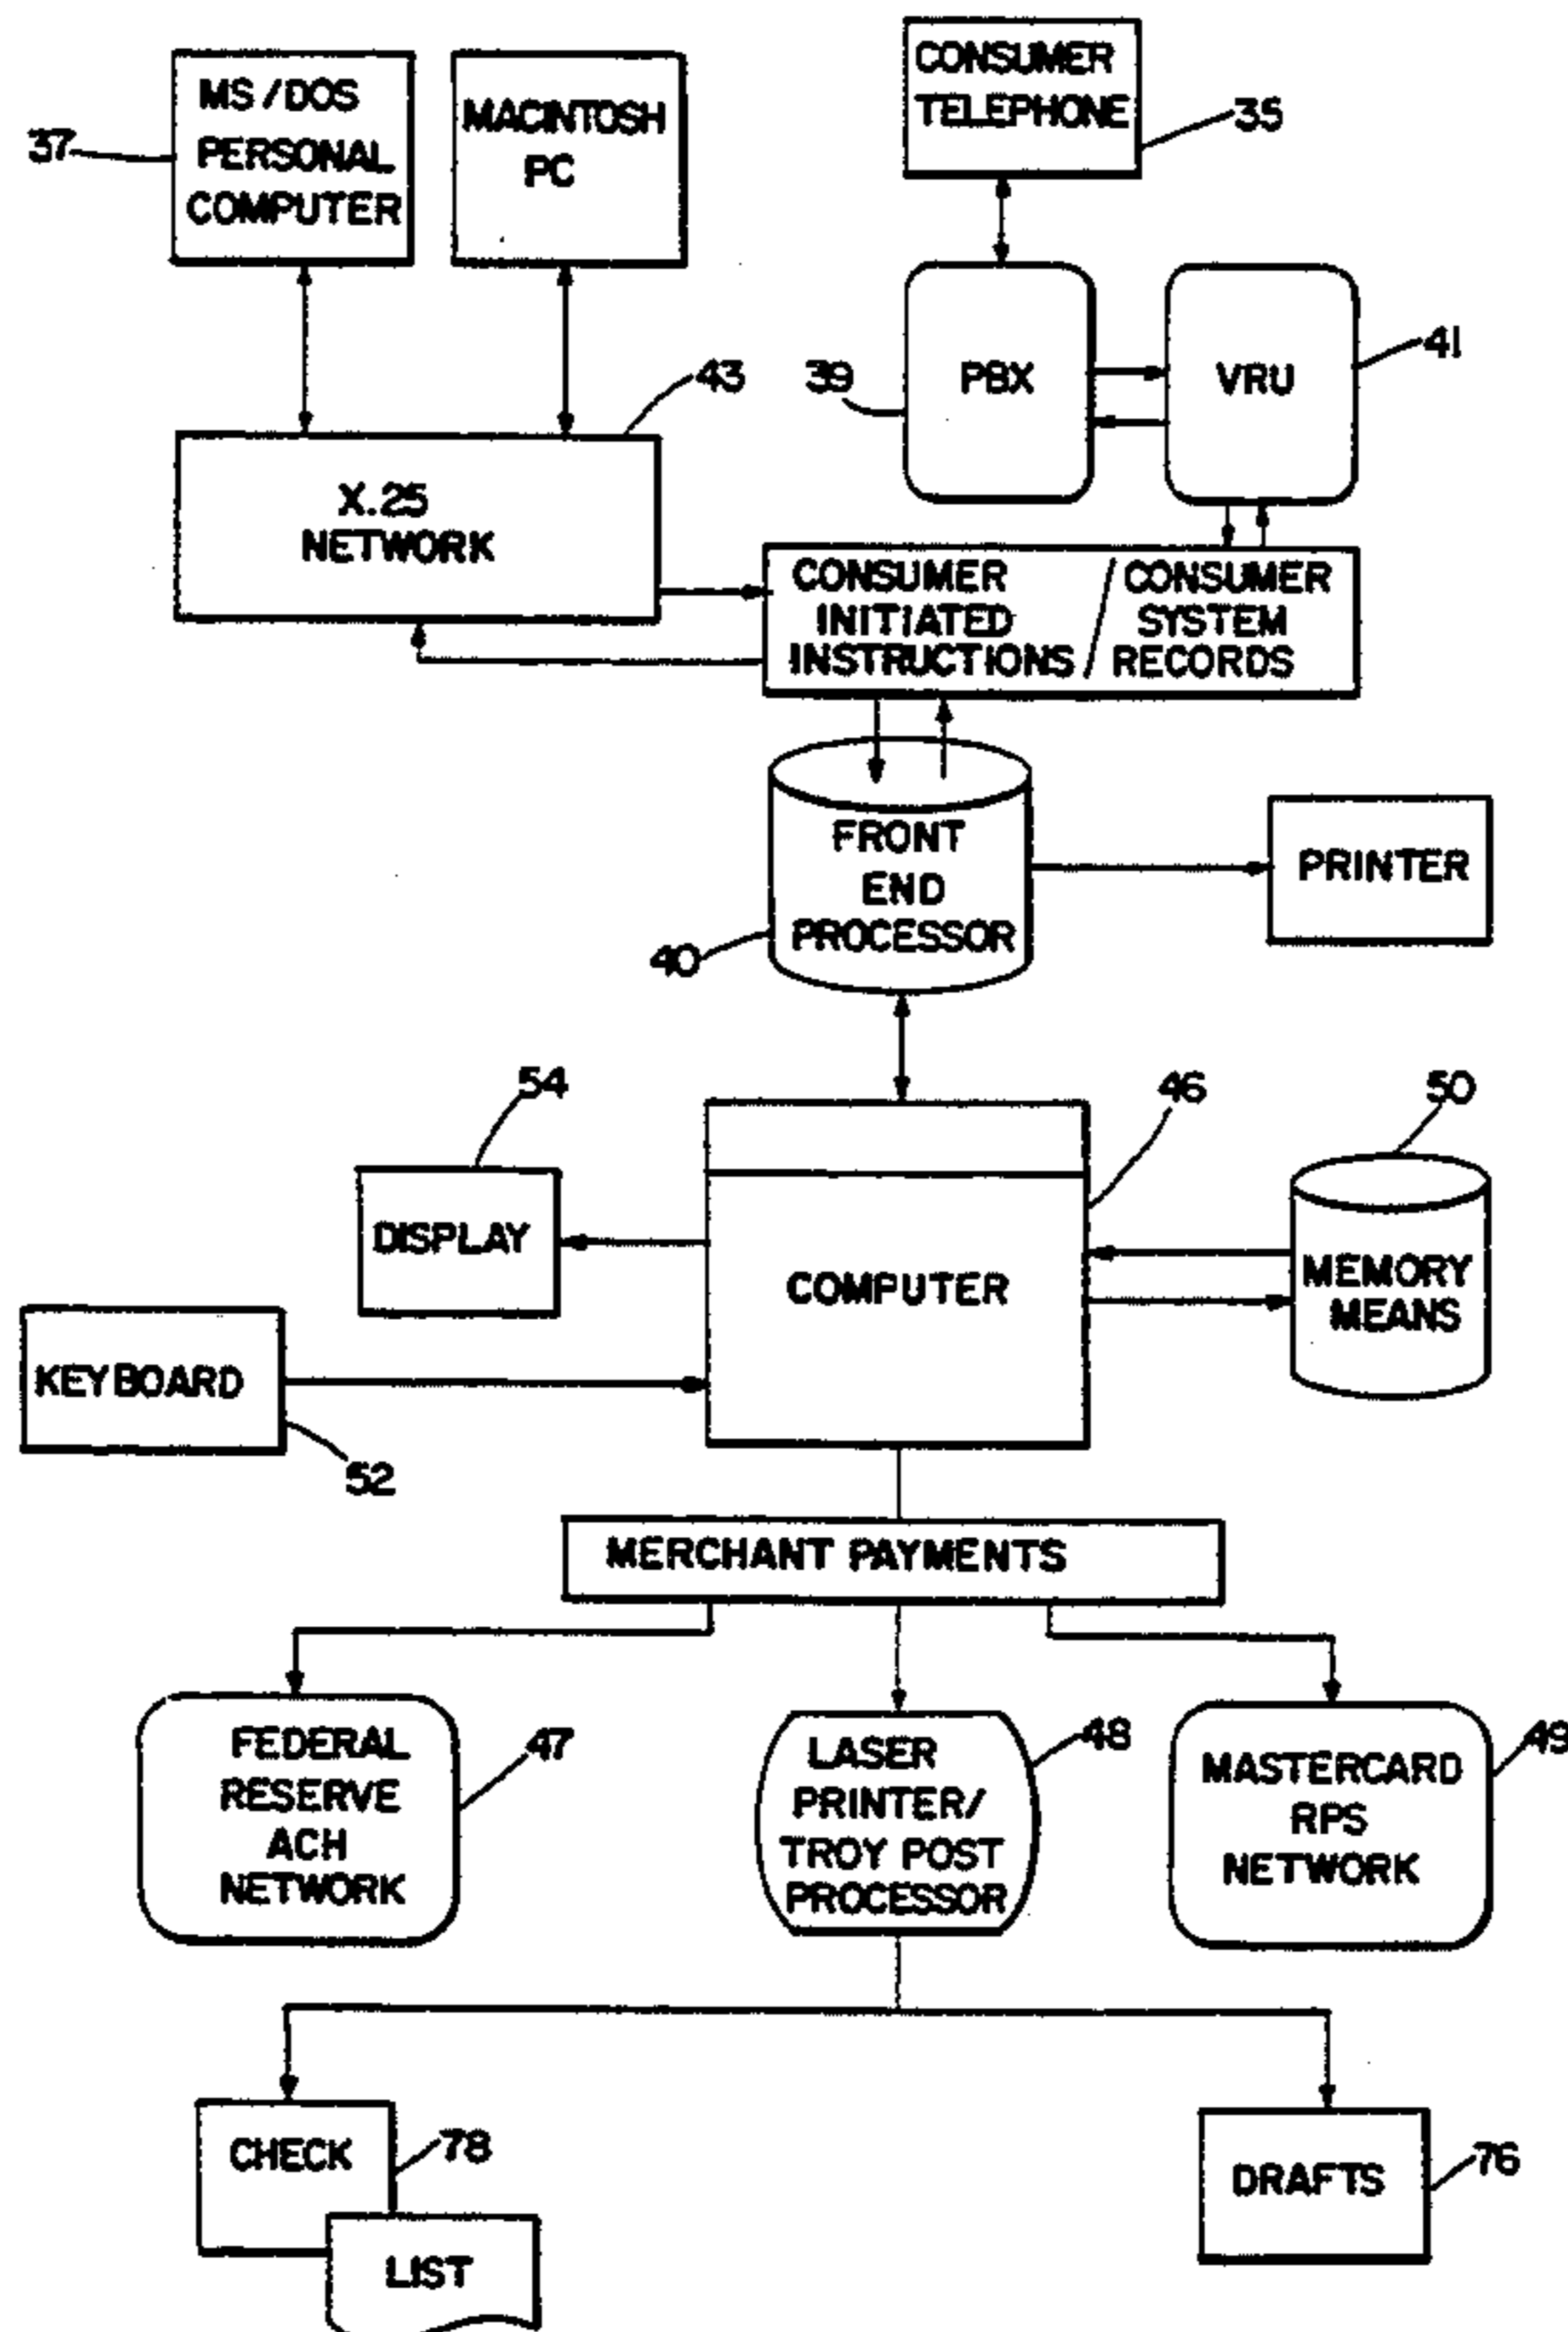 MS/DOS
PERSONAL
COMPUTER
37
MACINTOSH
PC
CONSUMER
TELEPHONE
35
43
X.25
NETWORK
39
PBX
VRU
41
CONSUMER
INITIATED
INSTRUCTIONS
/
CONSUMER
SYSTEM
RECORDS
FRONT
END
PROCESSOR
40
PRINTER
54
DISPLAY
46
COMPUTER
50
MEMORY
MEANS
KEYBOARD
52
MERCHANT PAYMENTS
FEDERAL
RESERVE
ACH
NETWORK
47
LASER
PRINTER/
TROY POST
PROCESSOR
48
MASTERCARD
RPS
NETWORK
49
CHECK
78
LIST
DRAFTS
76